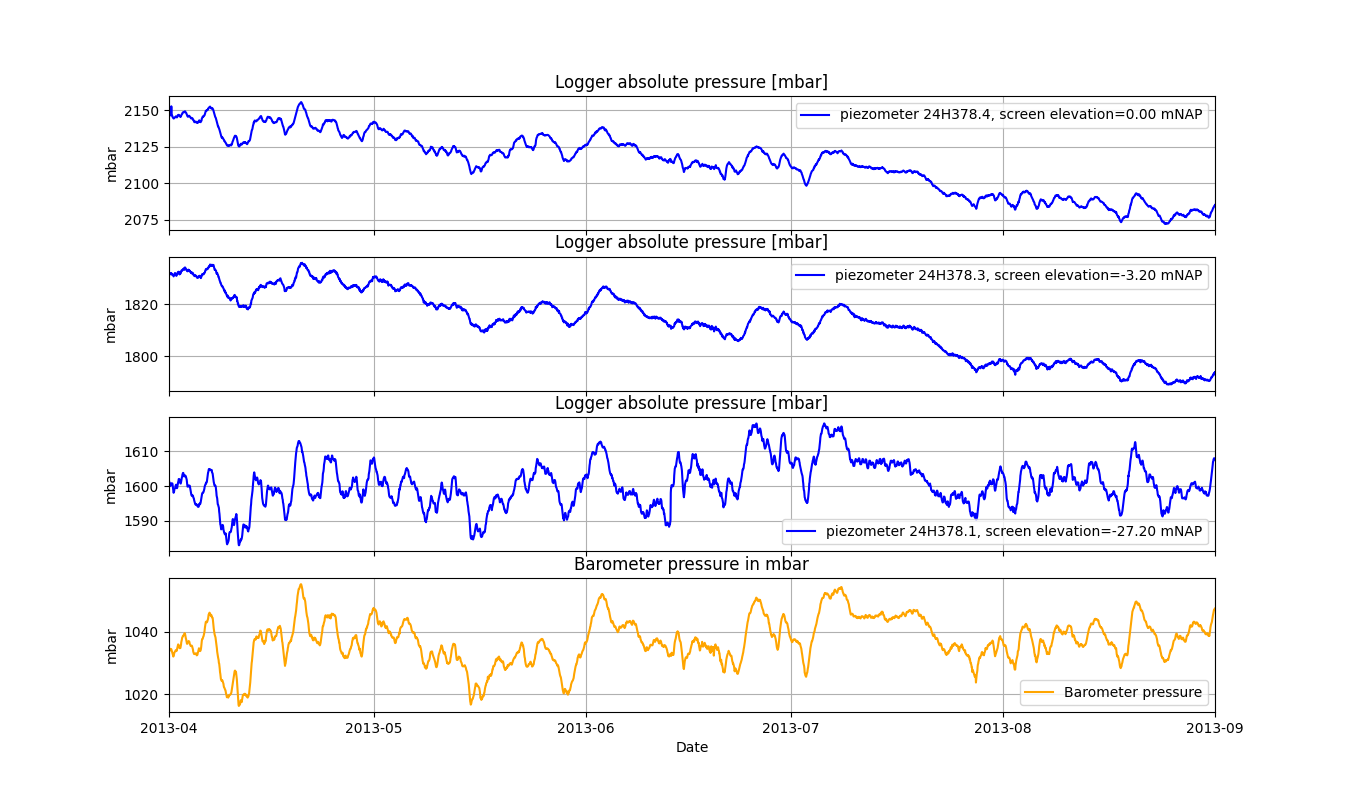 Logger absolute pressure [mbar]
mbar
2150
2125
2100
2075
piezometer 24H378.4, screen elevation=0.00 mNAP
Logger absolute pressure [mbar]
mbar
1820
1800
piezometer 24H378.3, screen elevation=-3.20 mNAP
Logger absolute pressure [mbar]
mbar
1610
1600
1590
piezometer 24H378.1, screen elevation=-27.20 mNAP
Barometer pressure in mbar
mbar
1040
1020
Barometer pressure
2013-04 2013-05 2013-06 2013-07 2013-08 2013-09
Date